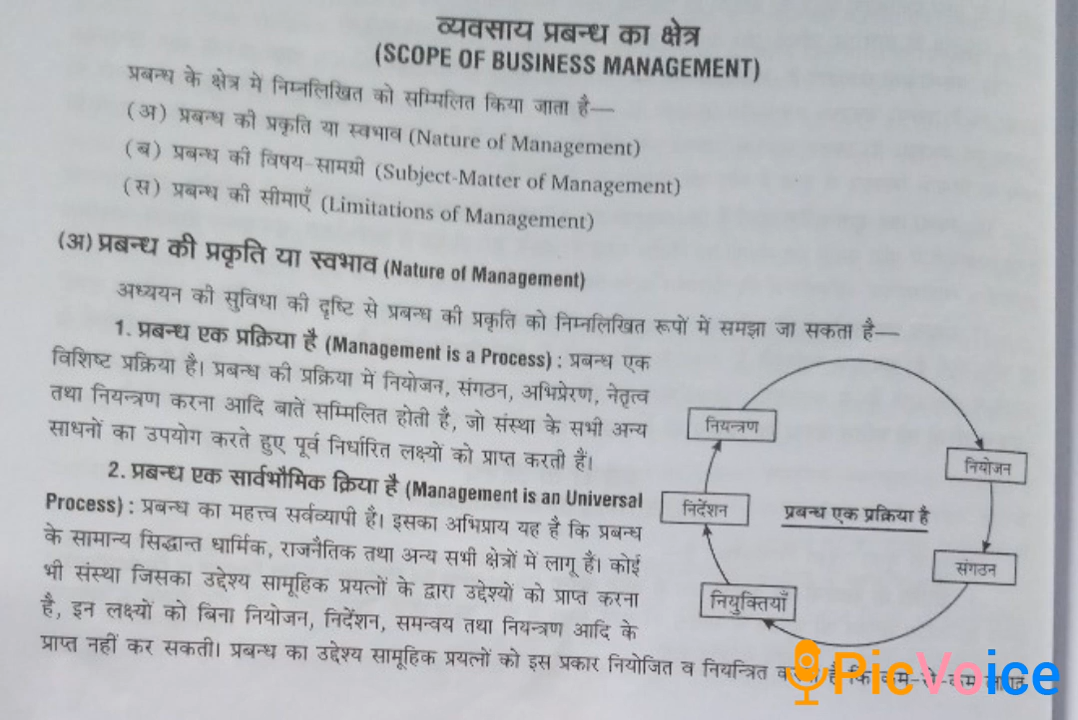 व्यवसाय प्रबन्ध का क्षेत्र
(SCOPE OF BUSINESS MANAGEMENT)
प्रबन्ध के क्षेत्र में निम्नलिखित को सम्मिलित किया जाता है—
(अ) प्रबन्ध की प्रकृति या स्वभाव (Nature of Management)
(ब) प्रबन्ध की विषय-सामग्री (Subject-Matter of Management)
(स) प्रबन्ध की सीमाएँ (Limitations of Management)
(अ) प्रबन्ध की प्रकृति या स्वभाव (Nature of Management)
अध्ययन की सुविधा की दृष्टि से प्रबन्ध की प्रकृति को निम्नलिखित रूपों में समझा जा सकता है—
1. प्रबन्ध एक प्रक्रिया है (Management is a Process) : प्रबन्ध एक
विशिष्ट प्रक्रिया है। प्रबन्ध की प्रक्रिया में नियोजन, संगठन, अभिप्रेरण, नेतृत्व
तथा नियन्त्रण करना आदि बातें सम्मिलित होती है, जो संस्था के सभी अन्य
साधनों का उपयोग करते हुए पूर्व निर्धारित लक्ष्यों को प्राप्त करती हैं।
2. प्रबन्ध एक सार्वभौमिक क्रिया है (Management is an Universal
Process) : प्रबन्ध का महत्त्व सर्वव्यापी है। इसका अभिप्राय यह है कि प्रबन्ध
के सामान्य सिद्धान्त धार्मिक, राजनैतिक तथा अन्य सभी क्षेत्रों में लागू हैं। कोई
भी संस्था जिसका उद्देश्य सामूहिक प्रयत्नों के द्वारा उद्देश्यों को प्राप्त करना
है, इन लक्ष्यों को बिना नियोजन, निर्देशन, समन्वय तथा नियन्त्रण आदि के
प्राप्त नहीं कर सकती। प्रबन्ध का उद्देश्य सामूहिक प्रयत्नों को इस प्रकार नियोजित व नियन्त्रित
नियन्त्रण
नियोजन
निर्देशन
प्रबन्ध एक प्रक्रिया है
संगठन
नियुक्तियाँ
PicVoice